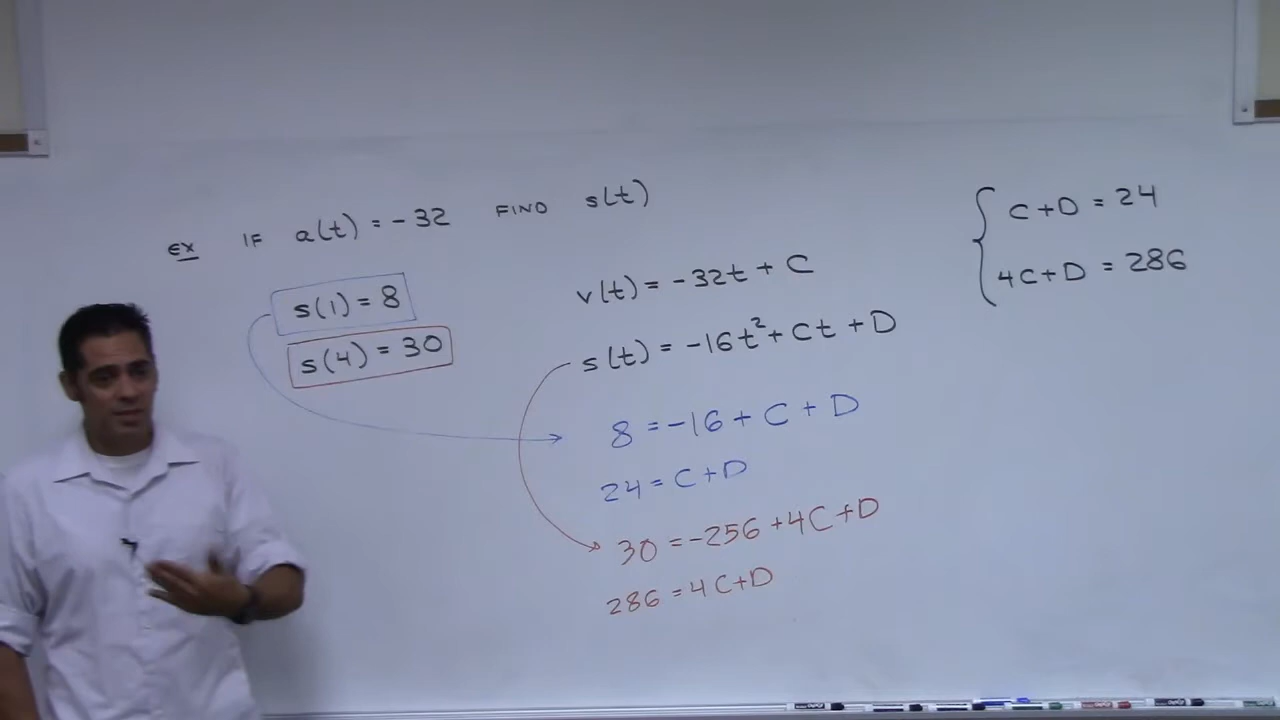 ex IF a(t) = -32 FIND s(t)
s(1) = 8
s(4) = 30
v(t) = -32t + C
s(t) = -16t² + Ct + D
8 = -16 + C + D
24 = C + D
30 = -256 + 4C + D
286 = 4C + D
C + D = 24
4C + D = 286